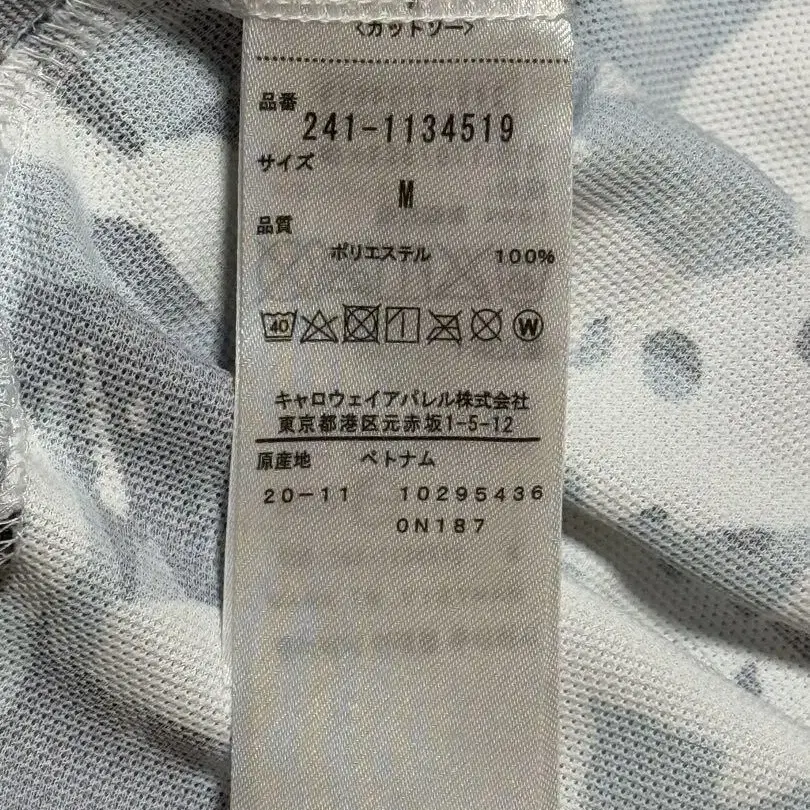 <カットソー>
品番
241-1134519
サイズ
M
品質
ポリエステル 100%
40 W
キャロウェイアパレル株式会社
東京都港区元赤坂1-5-12
原産地 ベトナム
20-11 10295436
0N187